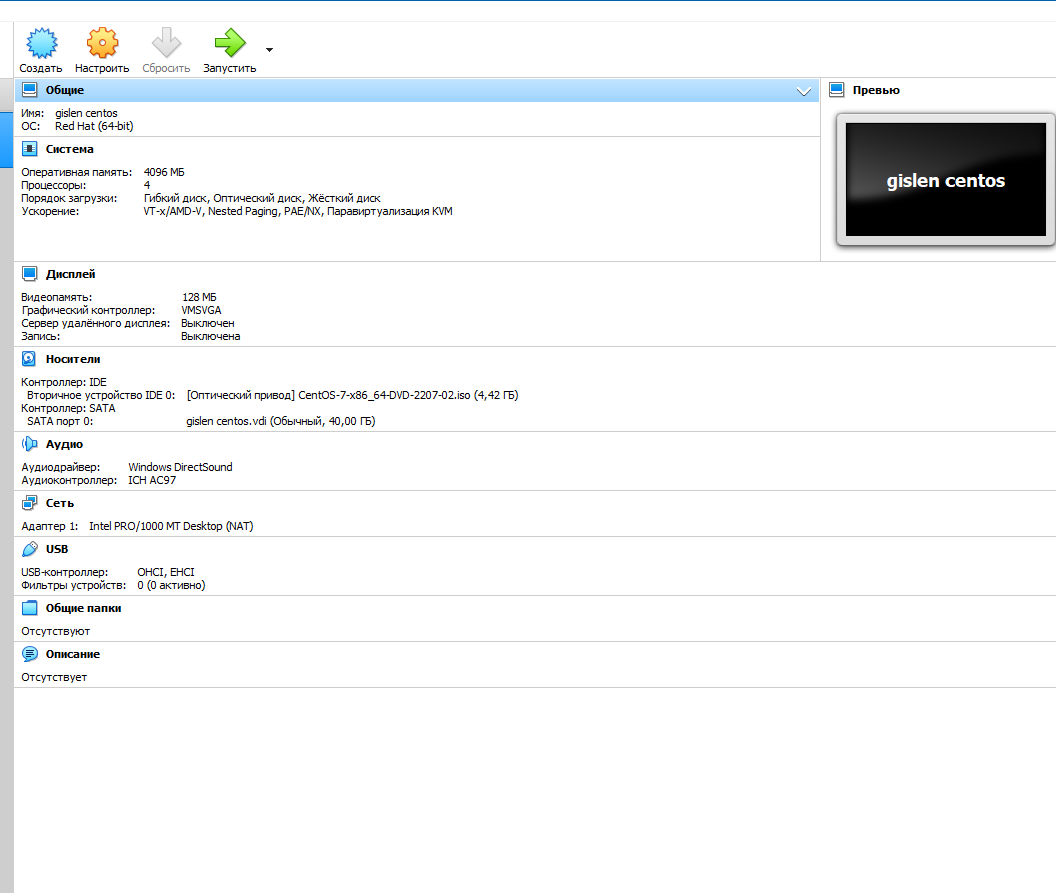 Создать Настроить Сбросить Запустить
Общие
Имя: gislen centos
ОС: Red Hat (64-bit)
Превью
gislen centos
Система
Оперативная память: 4096 МБ
Процессоры: 4
Порядок загрузки: Гибкий диск, Оптический диск, Жёсткий диск
Ускорение: VT-x/AMD-V, Nested Paging, PAE/NX, Паравиртуализация KVM
Дисплей
Видеопамять: 128 МБ
Графический контроллер: VMSVGA
Сервер удалённого дисплея: Выключен
Запись: Выключена
Носители
Контроллер: IDE
Вторичное устройство IDE 0: [Оптический привод] CentOS-7-x86_64-DVD-2207-02.iso (4,42 ГБ)
Контроллер: SATA
SATA порт 0: gislen centos.vdi (Обычный, 40,00 ГБ)
Аудио
Аудиодрайвер: Windows DirectSound
Аудиоконтроллер: ICH AC97
Сеть
Адаптер 1: Intel PRO/1000 MT Desktop (NAT)
USB
USB-контроллер: OHCI, EHCI
Фильтры устройств: 0 (0 активно)
Общие папки
Отсутствуют
Описание
Отсутствует